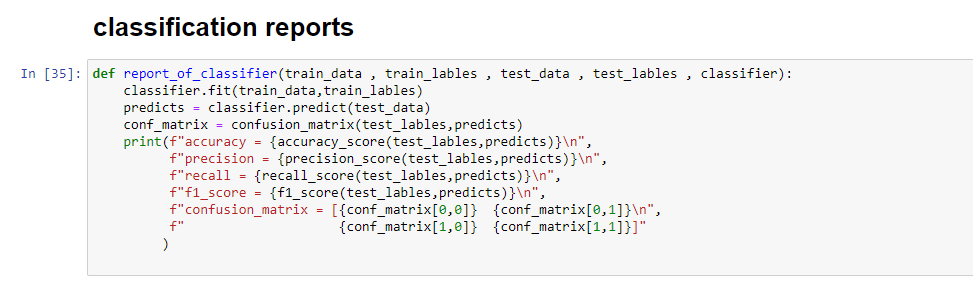 classification reports
In [35]: def report_of_classifier(train_data , train_lables , test_data , test_lables , classifier):
    classifier.fit(train_data,train_lables)
    predicts = classifier.predict(test_data)
    conf_matrix = confusion_matrix(test_lables,predicts)
    print(f"accuracy = {accuracy_score(test_lables,predicts)}\n",
          f"precision = {precision_score(test_lables,predicts)}\n",
          f"recall = {recall_score(test_lables,predicts)}\n",
          f"f1_score = {f1_score(test_lables,predicts)}\n",
          f"confusion_matrix = [{conf_matrix[0,0]}  {conf_matrix[0,1]}\n",
          f"                    {conf_matrix[1,0]}  {conf_matrix[1,1]}]"
         )